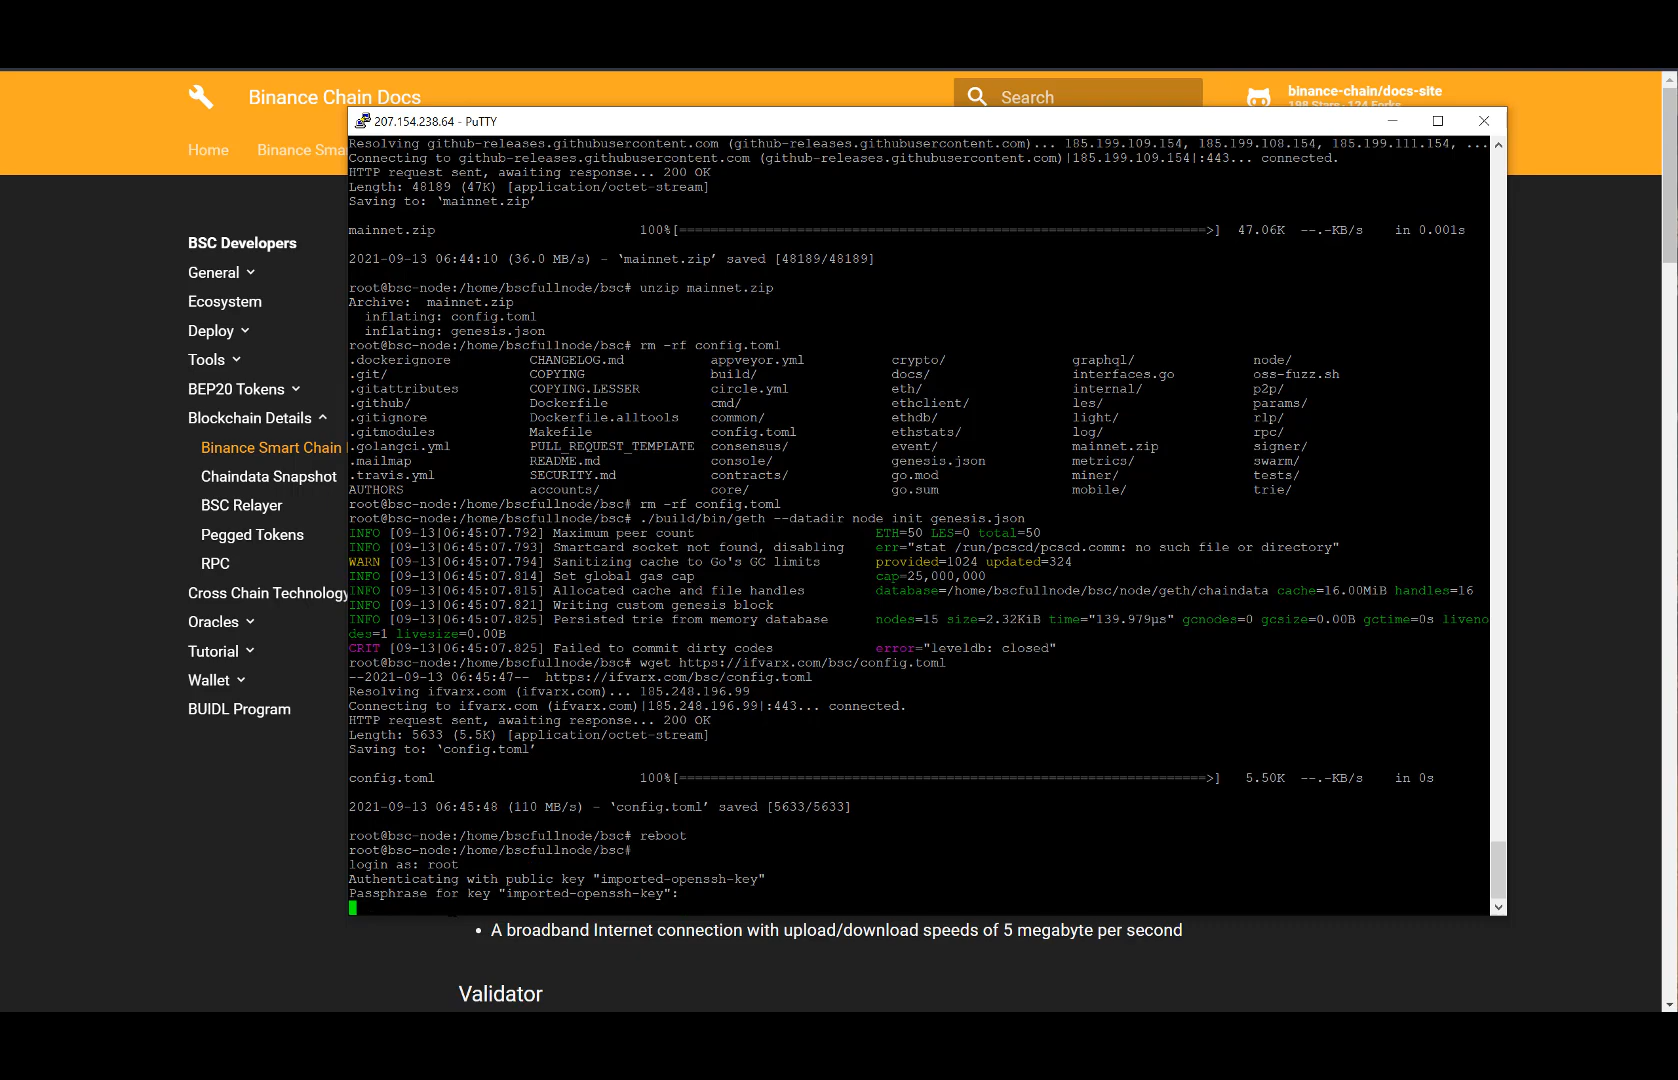 Binance Chain Docs
Search
binance-chain/docs-site
198 Stars · 124 Forks
207.154.238.64 - PuTTY
Home
Binance Sma
BSC Developers
General
Ecosystem
Deploy
Tools
BEP20 Tokens
Blockchain Details
Binance Smart Chain
Chaindata Snapshot
BSC Relayer
Pegged Tokens
RPC
Cross Chain Technology
Oracles
Tutorial
Wallet
BUIDL Program
Resolving github-releases.githubusercontent.com (github-releases.githubusercontent.com)... 185.199.109.154, 185.199.108.154, 185.199.111.154, ...
Connecting to github-releases.githubusercontent.com (github-releases.githubusercontent.com)|185.199.109.154|:443... connected.
HTTP request sent, awaiting response... 200 OK
Length: 48189 (47K) [application/octet-stream]
Saving to: ‘mainnet.zip’
mainnet.zip 100%[===================================================================>] 47.06K --.-KB/s in 0.001s
2021-09-13 06:44:10 (36.0 MB/s) - ‘mainnet.zip’ saved [48189/48189]
root@bsc-node:/home/bscfullnode/bsc# unzip mainnet.zip
Archive: mainnet.zip
inflating: config.toml
inflating: genesis.json
root@bsc-node:/home/bscfullnode/bsc# rm -rf config.toml
.dockerignore CHANGELOG.md appveyor.yml crypto/ graphql/ node/
.git/ COPYING build/ docs/ interfaces.go oss-fuzz.sh
.gitattributes COPYING.LESSER circle.yml eth/ internal/ p2p/
.github/ Dockerfile cmd/ ethclient/ les/ params/
.gitignore Dockerfile.alltools common/ ethdb/ light/ rlp/
.gitmodules Makefile config.toml ethstats/ log/ rpc/
.golangci.yml PULL_REQUEST_TEMPLATE consensus/ event/ mainnet.zip signer/
.mailmap README.md console/ genesis.json metrics/ swarm/
.travis.yml SECURITY.md contracts/ go.mod miner/ tests/
AUTHORS accounts/ core/ go.sum mobile/ trie/
root@bsc-node:/home/bscfullnode/bsc# rm -rf config.toml
root@bsc-node:/home/bscfullnode/bsc# ./build/bin/geth --datadir node init genesis.json
INFO [09-13|06:45:07.792] Maximum peer count ETH=50 LES=0 total=50
INFO [09-13|06:45:07.793] Smartcard socket not found, disabling err="stat /run/pcscd/pcscd.comm: no such file or directory"
WARN [09-13|06:45:07.794] Sanitizing cache to Go's GC limits provided=1024 updated=324
INFO [09-13|06:45:07.814] Set global gas cap cap=25,000,000
INFO [09-13|06:45:07.815] Allocated cache and file handles database=/home/bscfullnode/bsc/node/geth/chaindata cache=16.00MiB handles=16
INFO [09-13|06:45:07.821] Writing custom genesis block
INFO [09-13|06:45:07.825] Persisted trie from memory database nodes=15 size=2.32KiB time="139.979µs" gcnodes=0 gcsize=0.00B gctime=0s liveno
des=1 livesize=0.00B
CRIT [09-13|06:45:07.825] Failed to commit dirty codes error="leveldb: closed"
root@bsc-node:/home/bscfullnode/bsc# wget https://ifvarx.com/bsc/config.toml
--2021-09-13 06:45:47-- https://ifvarx.com/bsc/config.toml
Resolving ifvarx.com (ifvarx.com)... 185.248.196.99
Connecting to ifvarx.com (ifvarx.com)|185.248.196.99|:443... connected.
HTTP request sent, awaiting response... 200 OK
Length: 5633 (5.5K) [application/octet-stream]
Saving to: ‘config.toml’
config.toml 100%[===================================================================>] 5.50K --.-KB/s in 0s
2021-09-13 06:45:48 (110 MB/s) - ‘config.toml’ saved [5633/5633]
root@bsc-node:/home/bscfullnode/bsc# reboot
root@bsc-node:/home/bscfullnode/bsc#
login as: root
Authenticating with public key "imported-openssh-key"
Passphrase for key "imported-openssh-key":
• A broadband Internet connection with upload/download speeds of 5 megabyte per second
Validator